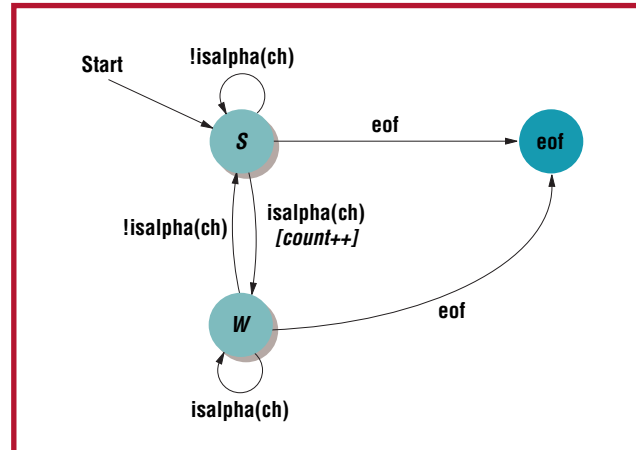 Start
!isalpha(ch)
S
eof
eof
!isalpha(ch)
isalpha(ch)
[count++]
W
eof
isalpha(ch)